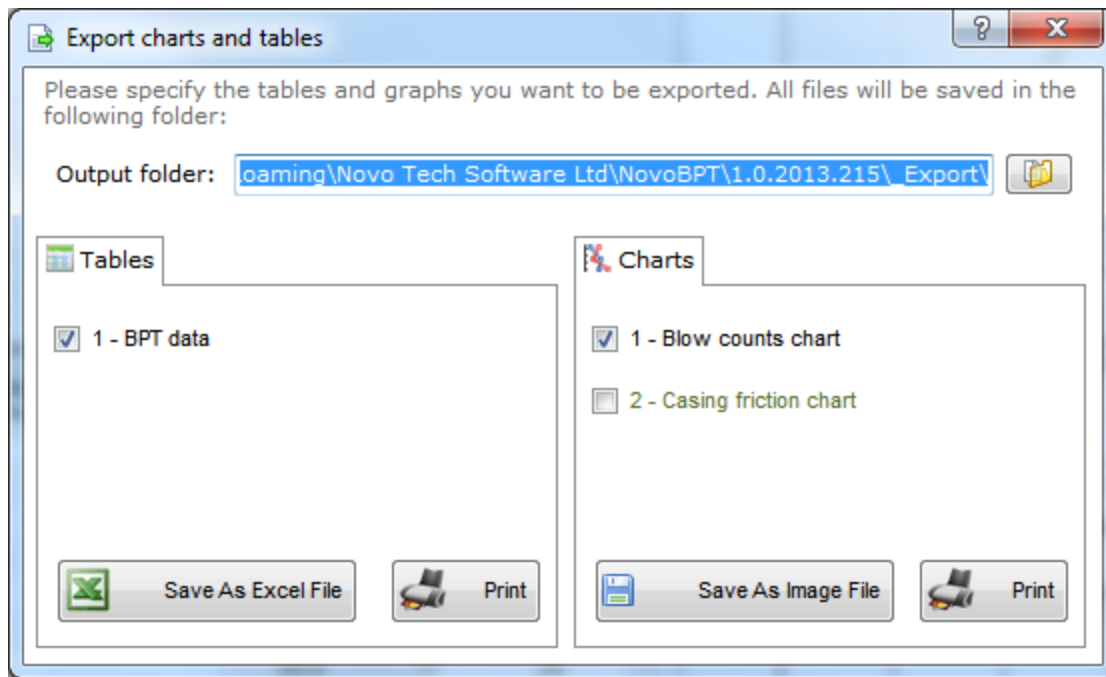 Export charts and tables
Please specify the tables and graphs you want to be exported. All files will be saved in the
following folder:
Output folder: .oaming\Novo Tech Software Ltd\NovoBPT\1.0.2013.215\_Export\
Tables
1 - BPT data
Save As Excel File
Print
Charts
1 - Blow counts chart
2 - Casing friction chart
Save As Image File
Print